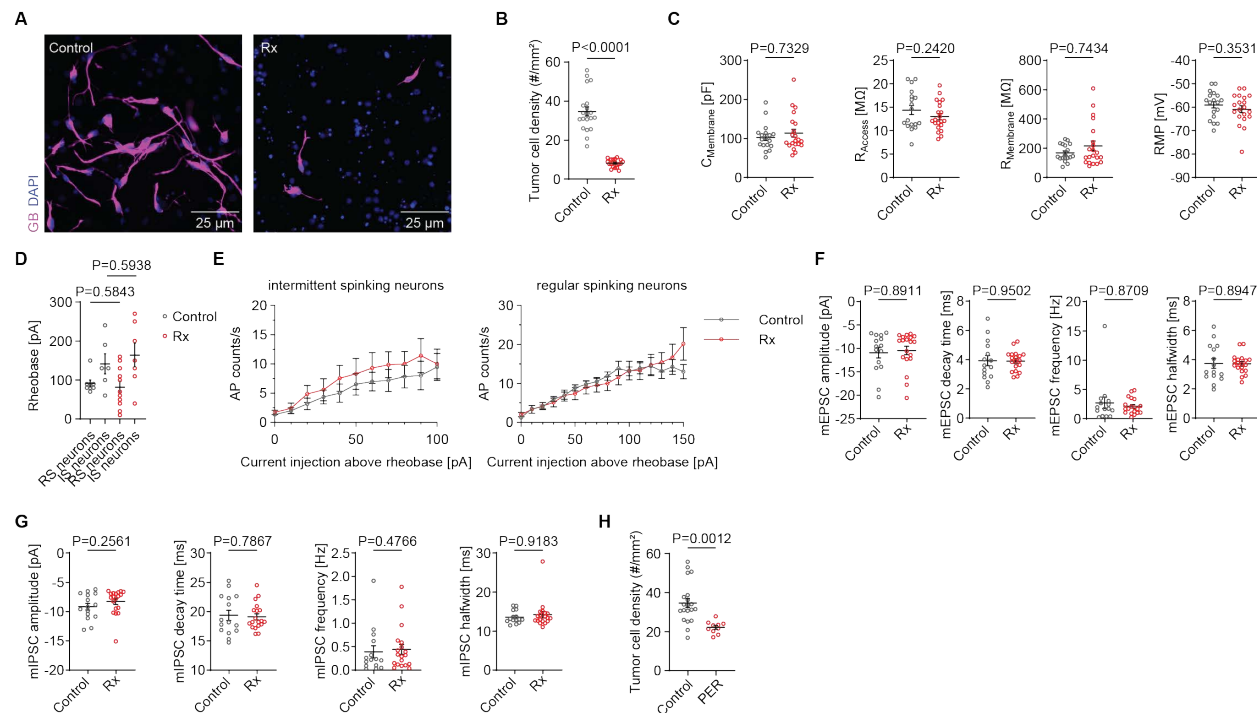 A
Control
Rx
GB DAPI
25 µm
25 µm
B
P<0.0001
Tumor cell density (#/mm²)
60
40
20
0
Control
Rx
C
P=0.7329
CMembrane [pF]
300
200
100
0
Control
Rx
P=0.2420
RAccess [MΩ]
25
20
15
10
5
0
Control
Rx
P=0.7434
RMembrane [MΩ]
800
600
400
200
0
Control
Rx
P=0.3531
RMP [mV]
-40
-50
-60
-70
-80
-90
Control
Rx
D
P=0.5938
P=0.5843
Rheobase [pA]
300
200
100
0
RS neurons
IS neurons
RS neurons
IS neurons
Control
Rx
E
intermittent spinking neurons
AP counts/s
20
15
10
5
0
0
50
100
Current injection above rheobase [pA]
regular spinking neurons
AP counts/s
30
20
10
0
0
50
100
150
Current injection above rheobase [pA]
Control
Rx
F
P=0.8911
mEPSC amplitude [pA]
0
-5
-10
-15
-20
-25
Control
Rx
P=0.9502
mEPSC decay time [ms]
8
6
4
2
0
Control
Rx
P=0.8709
mEPSC frequency [Hz]
20
15
10
5
0
Control
Rx
P=0.8947
mEPSC halfwidth [ms]
8
6
4
2
0
Control
Rx
G
P=0.2561
mIPSC amplitude [pA]
0
-5
-10
-15
-20
Control
Rx
P=0.7867
mIPSC decay time [ms]
30
25
20
15
10
Control
Rx
P=0.4766
mIPSC frequency [Hz]
2.5
2.0
1.5
1.0
0.5
0.0
Control
Rx
P=0.9183
mIPSC halfwidth [ms]
30
20
10
0
Control
Rx
H
P=0.0012
Tumor cell density (#/mm²)
60
40
20
0
Control
PER